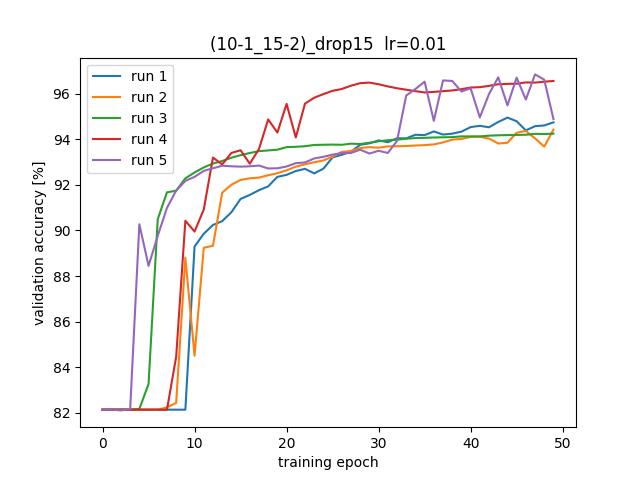 (10-1_15-2)_drop15  lr=0.01
run 1
run 2
run 3
run 4
run 5
validation accuracy [%]
96
94
92
90
88
86
84
82
0
10
20
30
40
50
training epoch